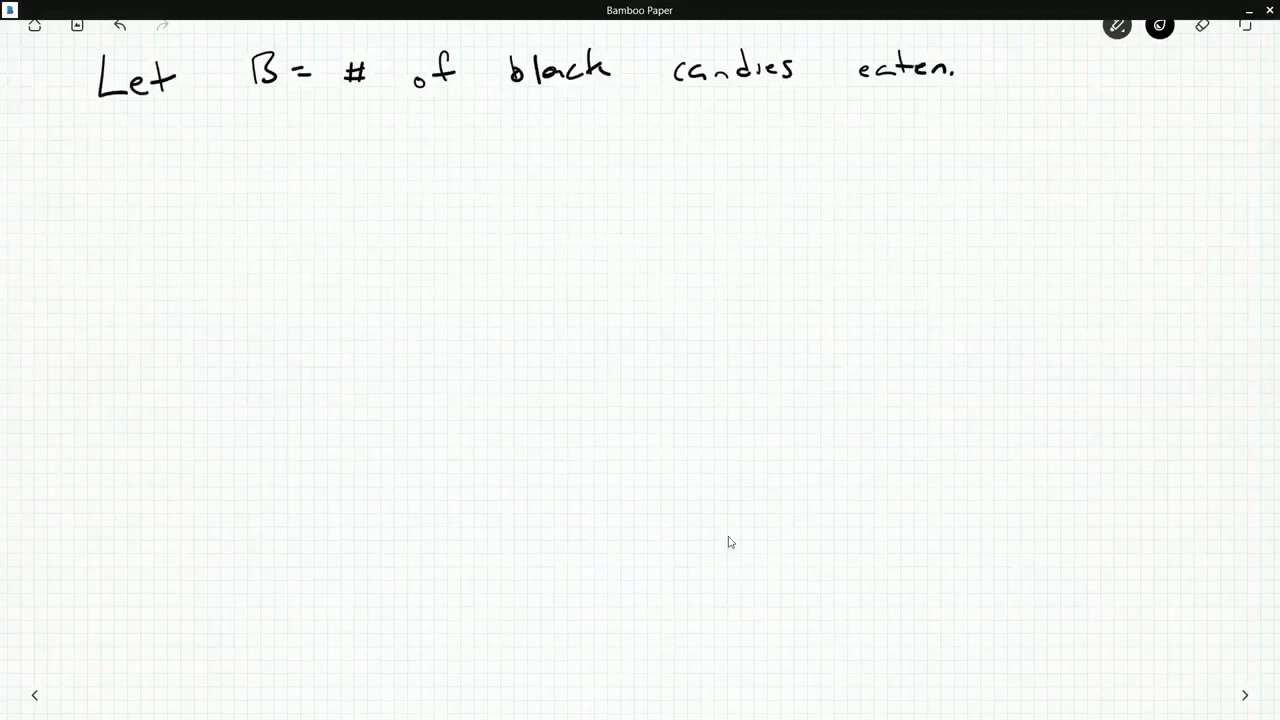 Bamboo Paper
Let B = # of black candies eaten.